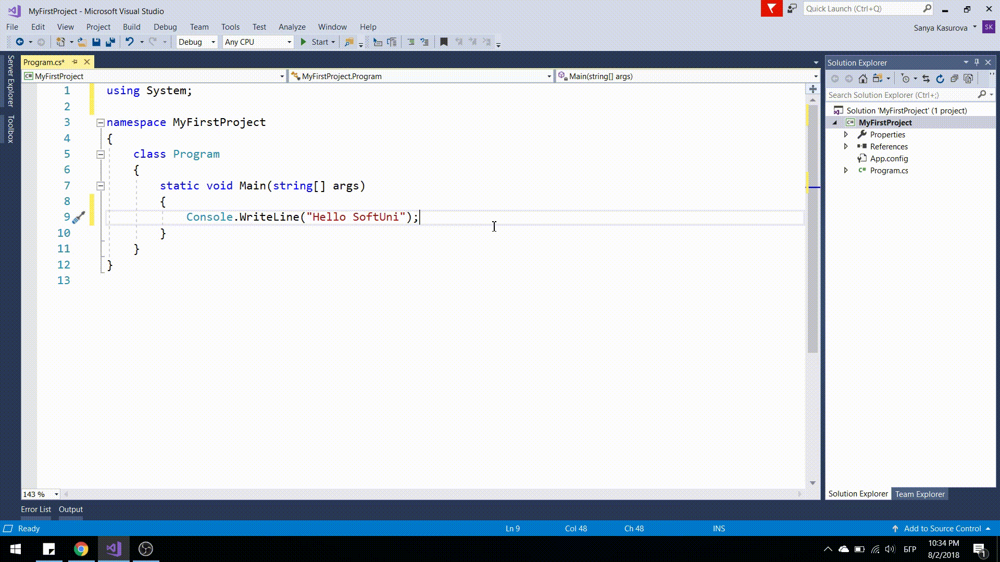 MyFirstProject - Microsoft Visual Studio
Quick Launch (Ctrl+Q)
File Edit View Project Build Debug Team Tools Test Analyze Window Help
Sanya Kasurova SK
Debug Any CPU Start
Server Explorer
Toolbox
Program.cs*
MyFirstProject MyFirstProject.Program Main(string[] args)
1 using System;
2
3 namespace MyFirstProject
4 {
5 class Program
6 {
7 static void Main(string[] args)
8 {
9 Console.WriteLine("Hello SoftUni");
10 }
11 }
12 }
13
143 %
Solution Explorer
Search Solution Explorer (Ctrl+;)
Solution 'MyFirstProject' (1 project)
C# MyFirstProject
Properties
References
App.config
C# Program.cs
Solution Explorer Team Explorer
Error List Output
Ready Ln 9 Col 48 Ch 48 INS Add to Source Control
БГР
10:34 PM
8/2/2018
1